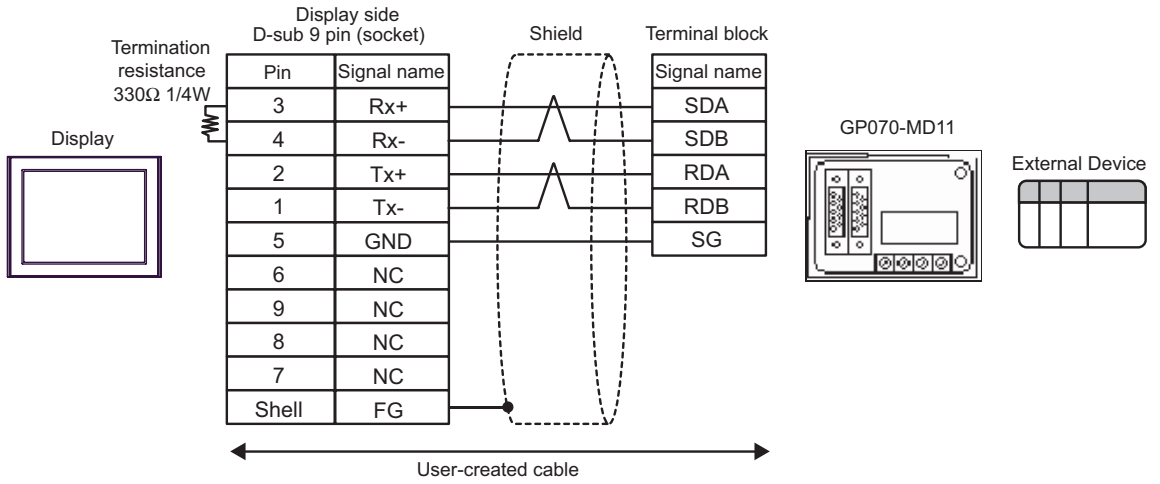 Display side
D-sub 9 pin (socket)
Shield
Terminal block
Termination
resistance
330Ω 1/4W
Pin Signal name
Signal name
3 Rx+
SDA
4 Rx-
SDB
2 Tx+
RDA
1 Tx-
RDB
5 GND
SG
6 NC
9 NC
8 NC
7 NC
Shell FG
Display
GP070-MD11
External Device
User-created cable